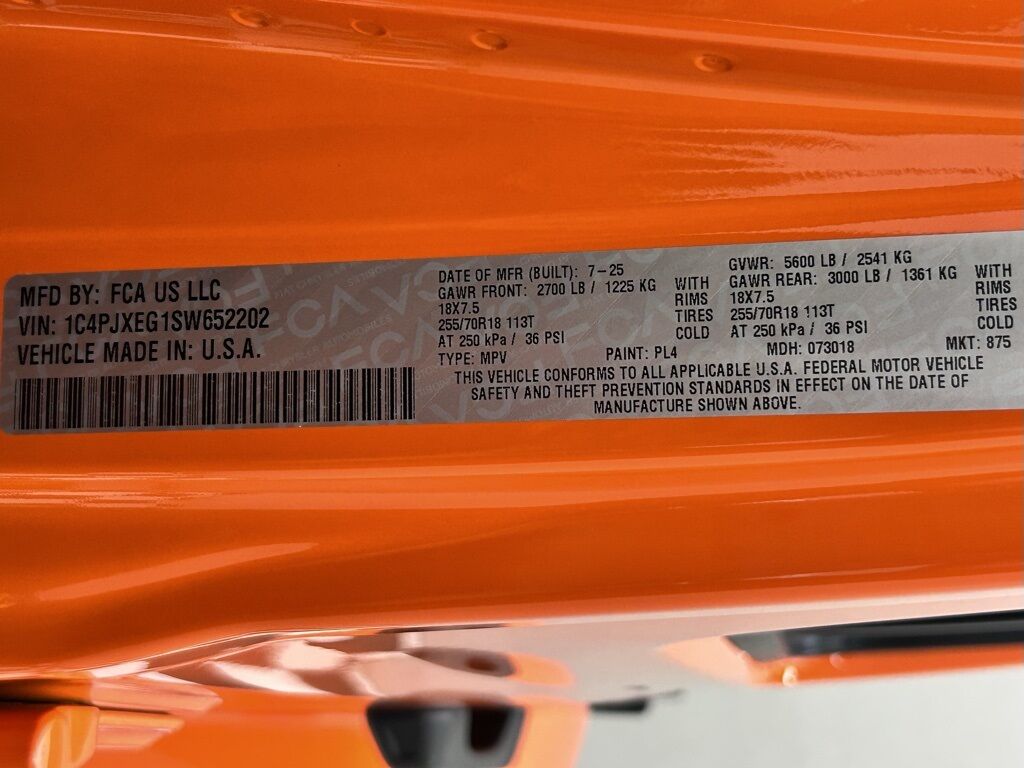 MFD BY: FCA US LLC
VIN: 1C4PJXEG1SW652202
VEHICLE MADE IN: U.S.A.
DATE OF MFR (BUILT): 7-25
GAWR FRONT: 2700 LB / 1225 KG WITH
18X7.5 RIMS
255/70R18 113T TIRES
AT 250 kPa / 36 PSI COLD
GVWR: 5600 LB / 2541 KG
GAWR REAR: 3000 LB / 1361 KG WITH
18X7.5 RIMS
255/70R18 113T TIRES
AT 250 kPa / 36 PSI COLD
TYPE: MPV PAINT: PL4 MDH: 073018 MKT: 875
THIS VEHICLE CONFORMS TO ALL APPLICABLE U.S.A. FEDERAL MOTOR VEHICLE
SAFETY AND THEFT PREVENTION STANDARDS IN EFFECT ON THE DATE OF
MANUFACTURE SHOWN ABOVE.